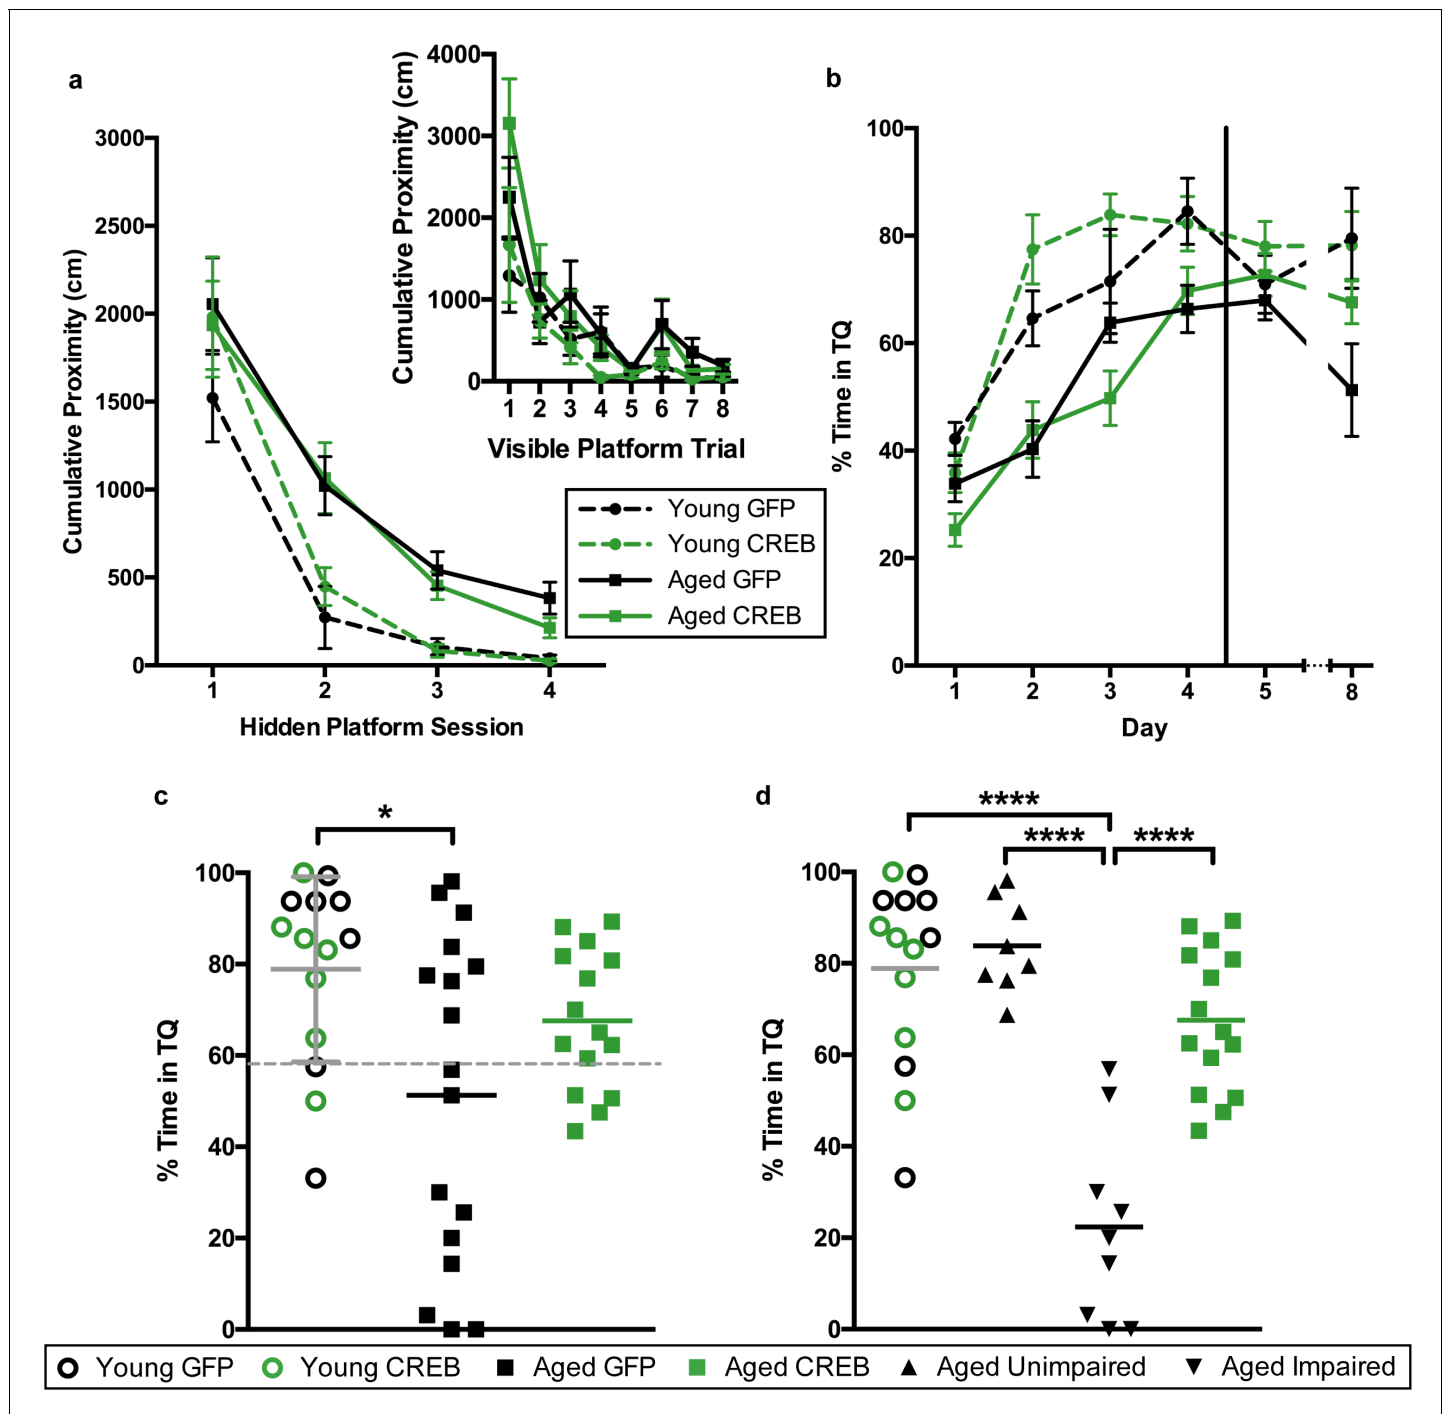 a
Cumulative Proximity (cm)
3000
2500
2000
1500
1000
500
0
1 2 3 4
Hidden Platform Session
Cumulative Proximity (cm)
4000
3000
2000
1000
0
1 2 3 4 5 6 7 8
Visible Platform Trial
Young GFP
Young CREB
Aged GFP
Aged CREB
b
% Time in TQ
100
80
60
40
20
0
1 2 3 4 5 8
Day
c
*
% Time in TQ
100
80
60
40
20
0
d
****
**** ****
% Time in TQ
100
80
60
40
20
0
Young GFP Young CREB Aged GFP Aged CREB Aged Unimpaired Aged Impaired